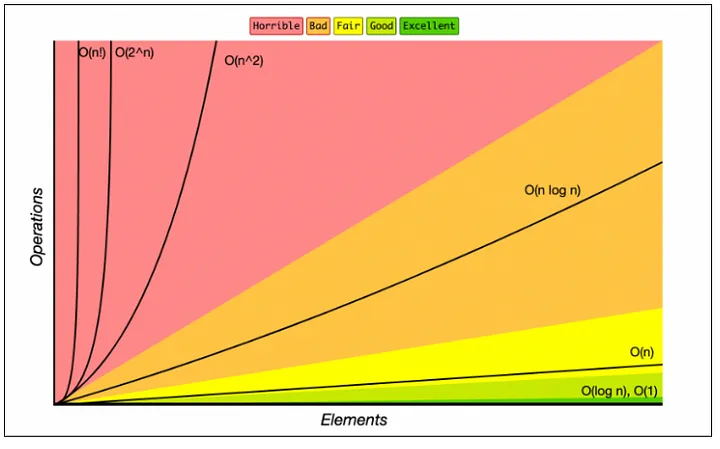 Horrible Bad Fair Good Excellent
O(n!) O(2^n)
O(n^2)
O(n log n)
O(n)
O(log n), O(1)
Operations
Elements